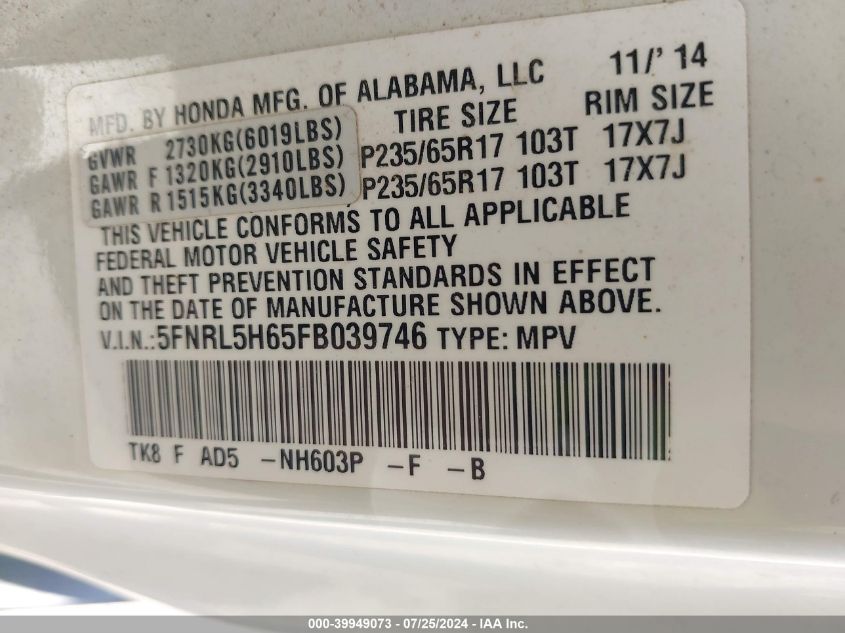 MFD. BY HONDA MFG. OF ALABAMA, LLC 11/' 14
GVWR 2730KG(6019LBS) TIRE SIZE RIM SIZE
GAWR F 1320KG(2910LBS) P235/65R17 103T 17X7J
GAWR R 1515KG(3340LBS) P235/65R17 103T 17X7J
THIS VEHICLE CONFORMS TO ALL APPLICABLE
FEDERAL MOTOR VEHICLE SAFETY
AND THEFT PREVENTION STANDARDS IN EFFECT
ON THE DATE OF MANUFACTURE SHOWN ABOVE.
V.I.N.:5FNRL5H65FB039746 TYPE: MPV
TK8 F AD5 -NH603P -F -B
000-39949073 - 07/25/2024 - IAAI Inc.